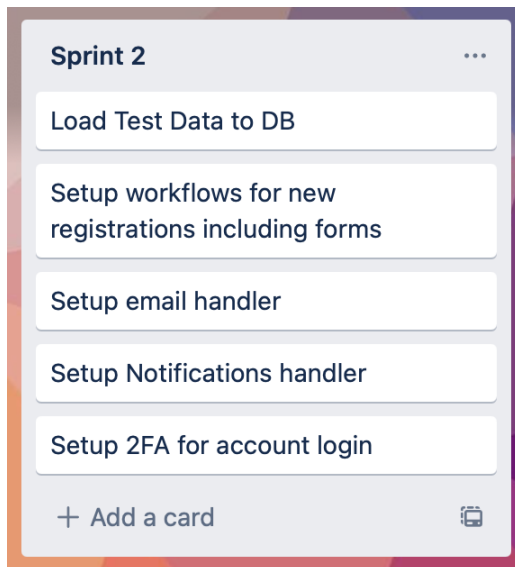 Sprint 2
Load Test Data to DB
Setup workflows for new
registrations including forms
Setup email handler
Setup Notifications handler
Setup 2FA for account login
+ Add a card